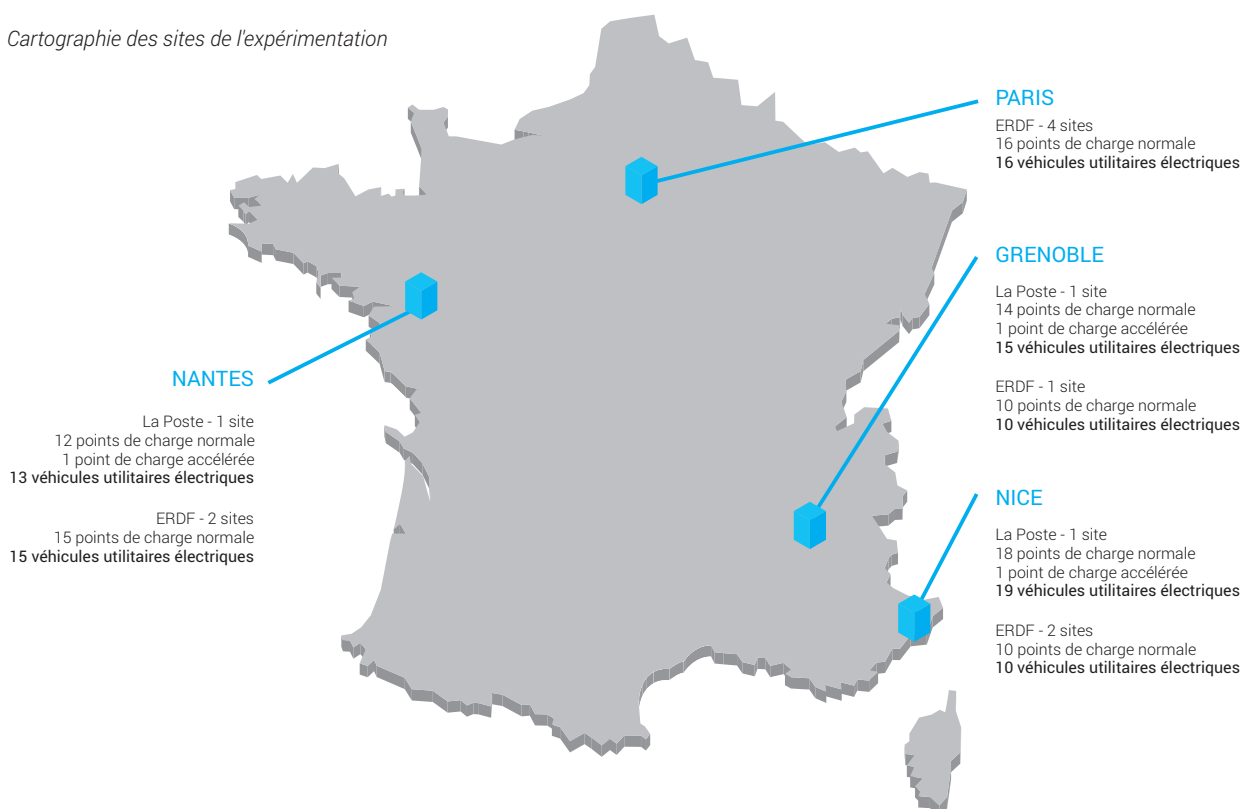 Cartographie des sites de l'expérimentation
PARIS
ERDF - 4 sites
16 points de charge normale
16 véhicules utilitaires électriques
GRENOBLE
La Poste - 1 site
14 points de charge normale
1 point de charge accélérée
15 véhicules utilitaires électriques
ERDF - 1 site
10 points de charge normale
10 véhicules utilitaires électriques
NANTES
La Poste - 1 site
12 points de charge normale
1 point de charge accélérée
13 véhicules utilitaires électriques
ERDF - 2 sites
15 points de charge normale
15 véhicules utilitaires électriques
NICE
La Poste - 1 site
18 points de charge normale
1 point de charge accélérée
19 véhicules utilitaires électriques
ERDF - 2 sites
10 points de charge normale
10 véhicules utilitaires électriques